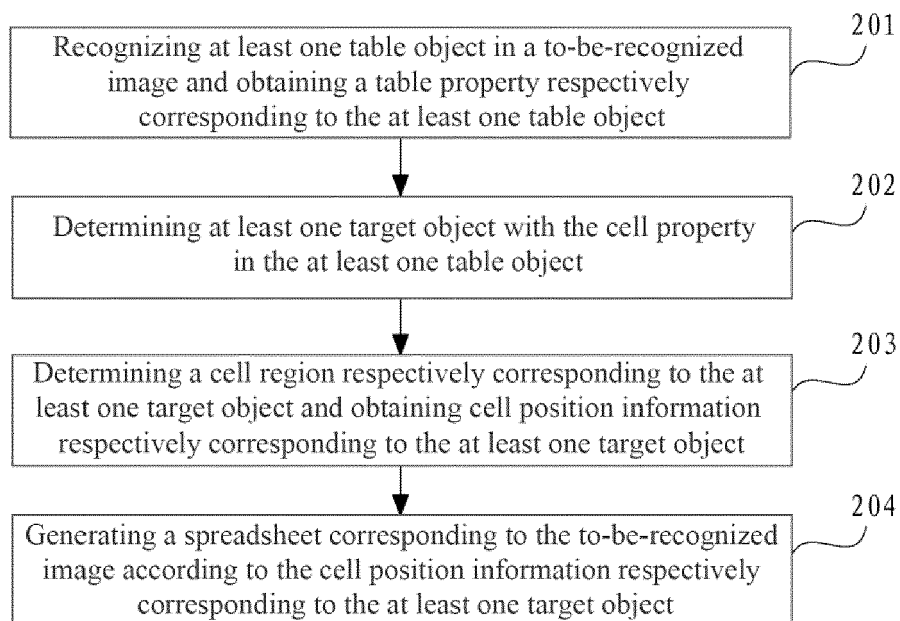 201
Recognizing at least one table object in a to-be-recognized
image and obtaining a table property respectively
corresponding to the at least one table object
202
Determining at least one target object with the cell property
in the at least one table object
203
Determining a cell region respectively corresponding to the at
least one target object and obtaining cell position information
respectively corresponding to the at least one target object
204
Generating a spreadsheet corresponding to the to-be-recognized
image according to the cell position information respectively
corresponding to the at least one target object